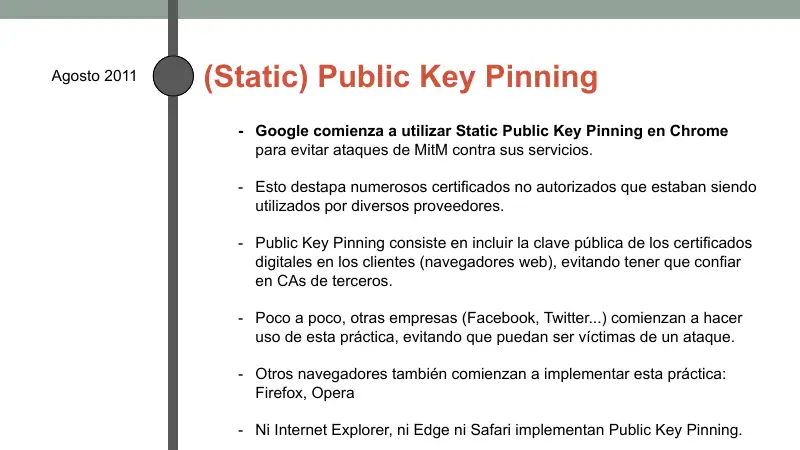 Agosto 2011
(Static) Public Key Pinning
- Google comienza a utilizar Static Public Key Pinning en Chrome
para evitar ataques de MitM contra sus servicios.
- Esto destapa numerosos certificados no autorizados que estaban siendo
utilizados por diversos proveedores.
- Public Key Pinning consiste en incluir la clave pública de los certificados
digitales en los clientes (navegadores web), evitando tener que confiar
en CAs de terceros.
- Poco a poco, otras empresas (Facebook, Twitter...) comienzan a hacer
uso de esta práctica, evitando que puedan ser víctimas de un ataque.
- Otros navegadores también comienzan a implementar esta práctica:
Firefox, Opera
- Ni Internet Explorer, ni Edge ni Safari implementan Public Key Pinning.